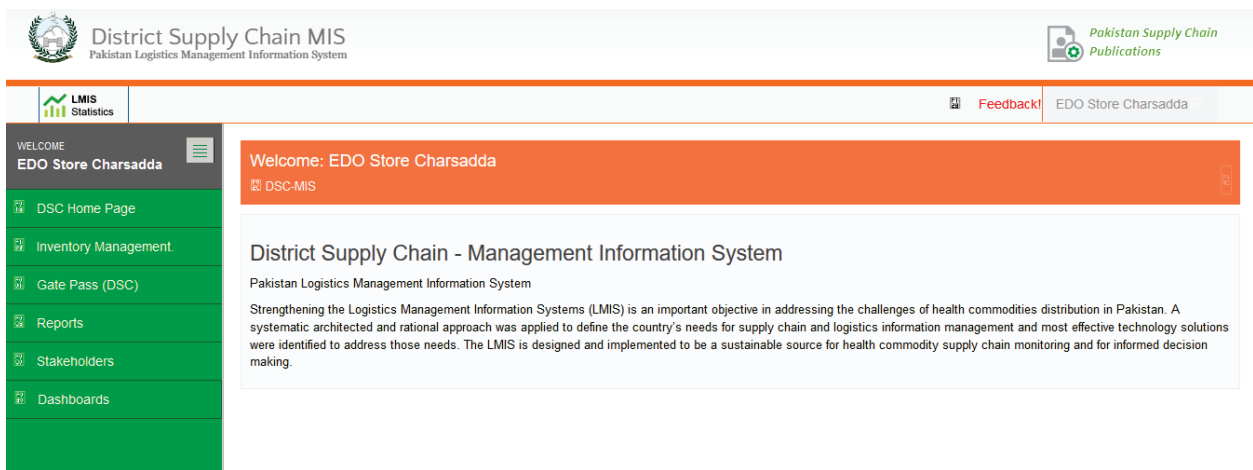 District Supply Chain MIS
Pakistan Logistics Management Information System
Pakistan Supply Chain
Publications
LMIS
Statistics
Feedback!
EDO Store Charsadda
WELCOME
EDO Store Charsadda
DSC Home Page
Inventory Management.
Gate Pass (DSC)
Reports
Stakeholders
Dashboards
Welcome: EDO Store Charsadda
DSC-MIS
District Supply Chain - Management Information System
Pakistan Logistics Management Information System
Strengthening the Logistics Management Information Systems (LMIS) is an important objective in addressing the challenges of health commodities distribution in Pakistan. A
systematic architected and rational approach was applied to define the country's needs for supply chain and logistics information management and most effective technology solutions
were identified to address those needs. The LMIS is designed and implemented to be a sustainable source for health commodity supply chain monitoring and for informed decision
making.